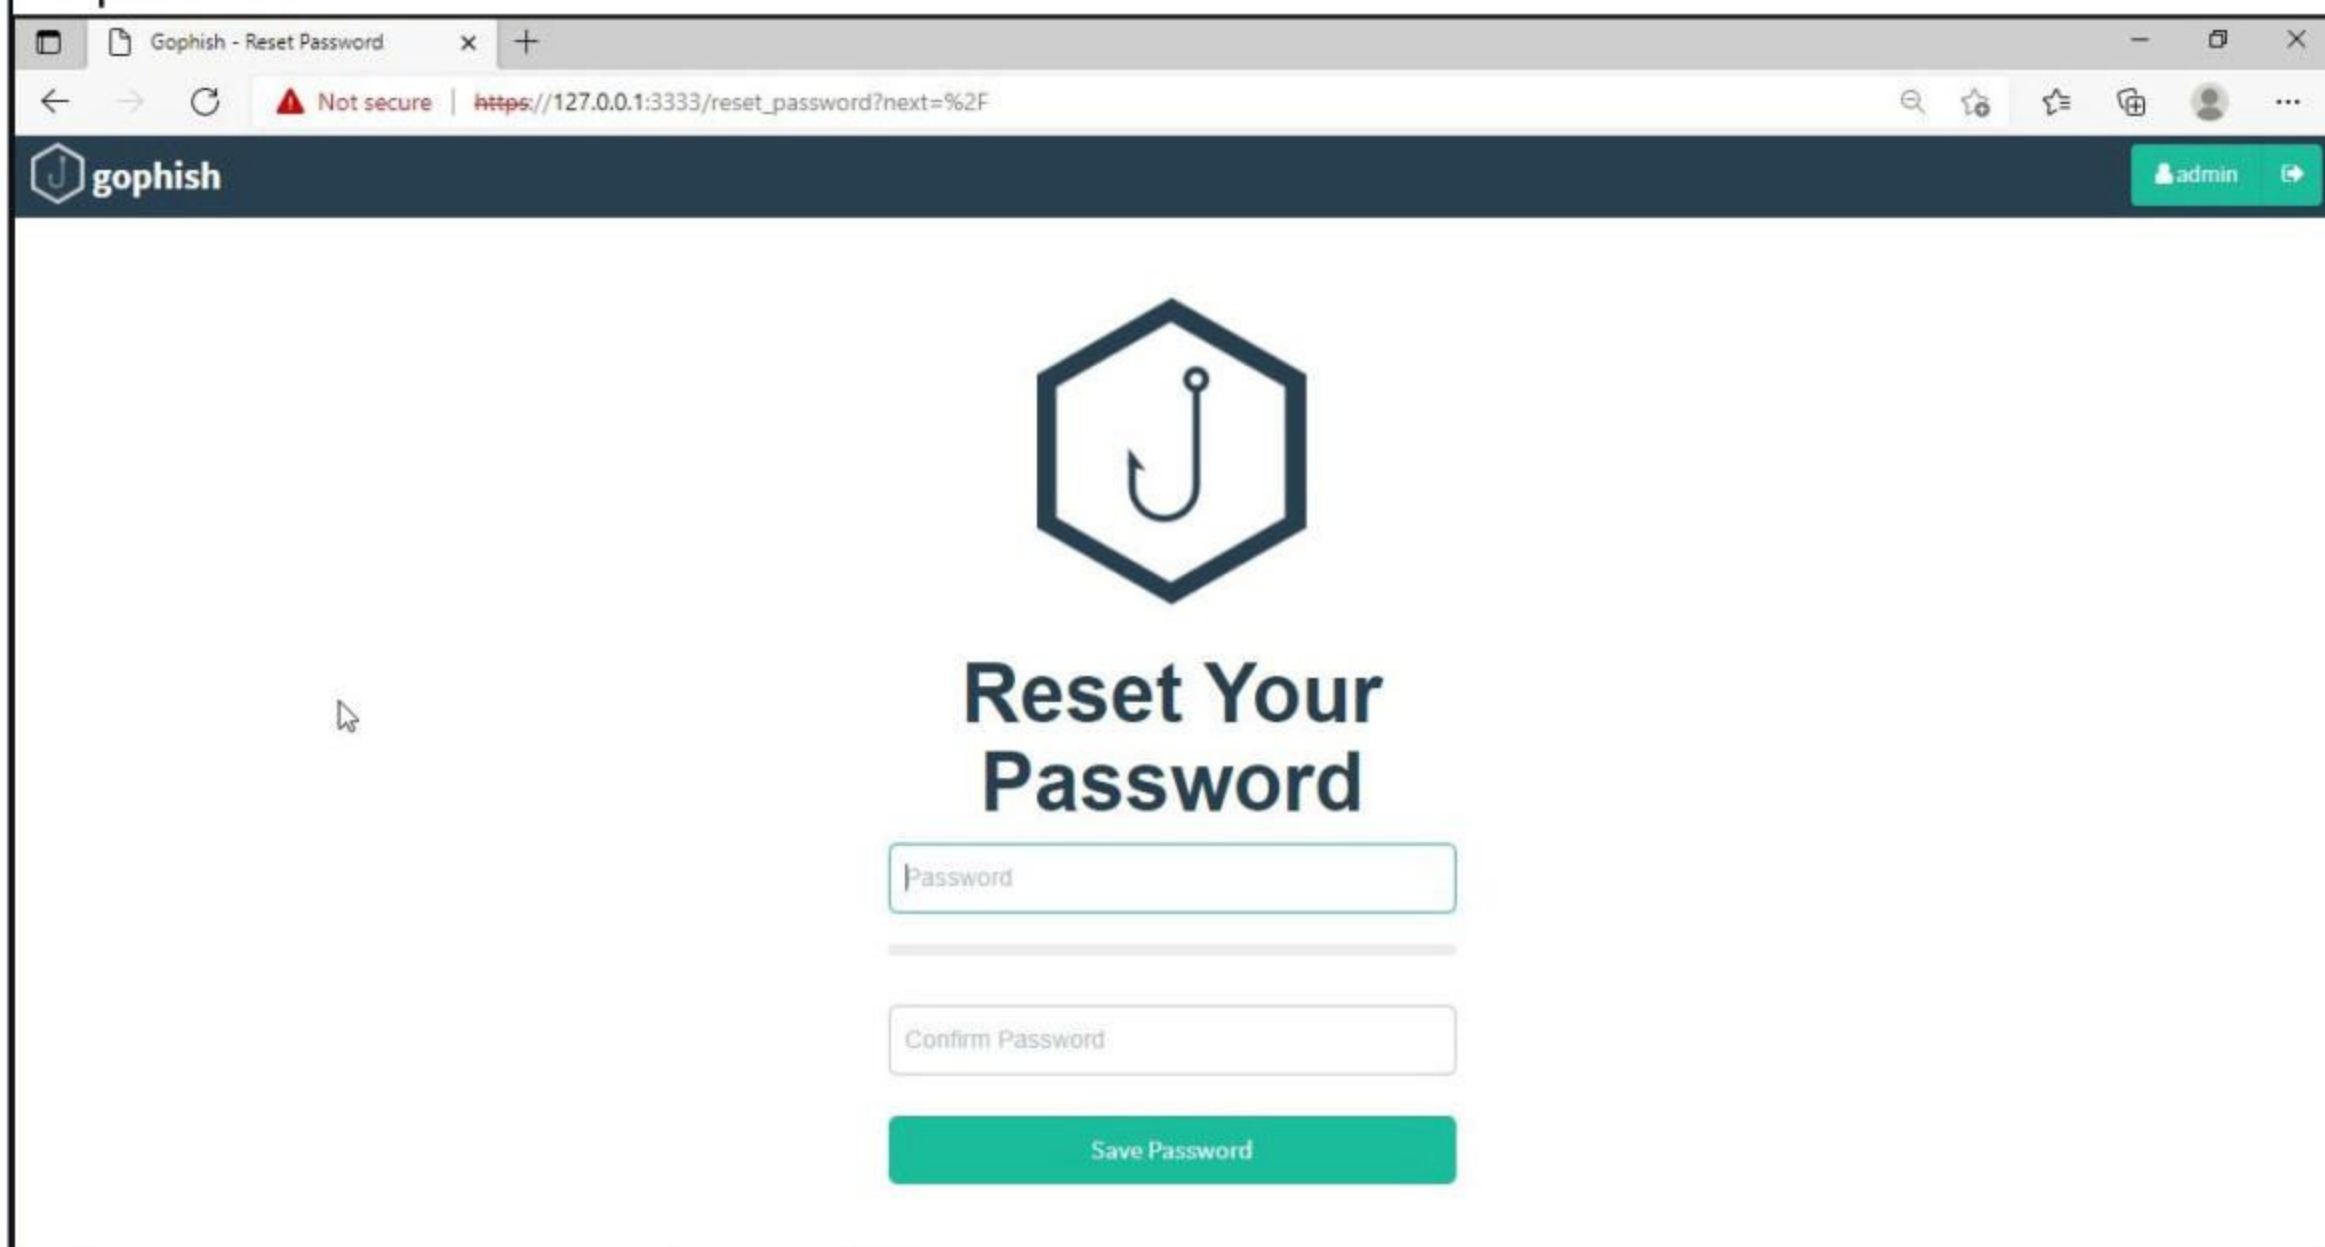 Gophish - Reset Password
Not secure | https://127.0.0.1:3333/reset_password?next=%2F
gophish
admin
Reset Your
Password
Password
Confirm Password
Save Password